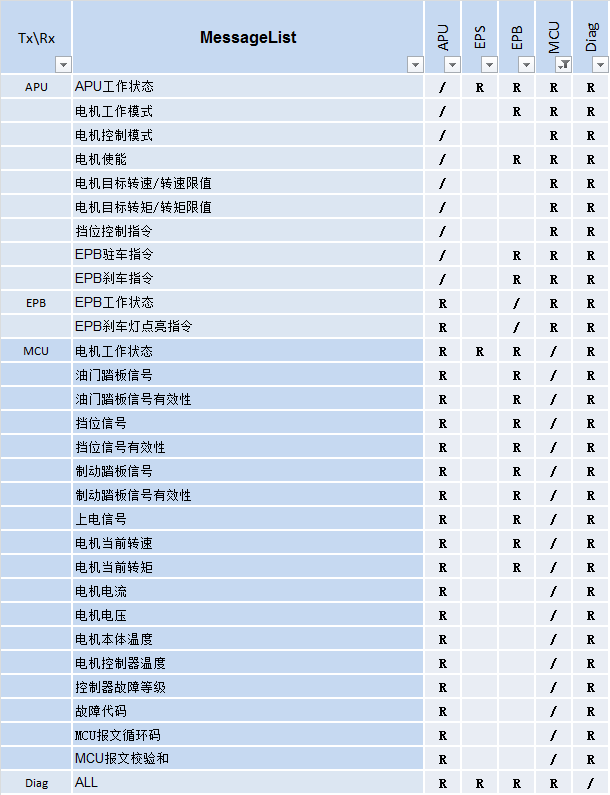 Tx\Rx MessageList APU EPS EPB MCU Diag
APU APU工作状态 / R R R R
电机工作模式 / R R R
电机控制模式 / R R
电机使能 / R R R
电机目标转速/转速限值 / R R
电机目标转矩/转矩限值 / R R
挡位控制指令 / R R
EPB驻车指令 / R R R
EPB刹车指令 / R R R
EPB EPB工作状态 R / R R
EPB刹车灯点亮指令 R / R R
MCU 电机工作状态 R R R / R
油门踏板信号 R R / R
油门踏板信号有效性 R R / R
挡位信号 R R / R
挡位信号有效性 R R / R
制动踏板信号 R R / R
制动踏板信号有效性 R R / R
上电信号 R R / R
电机当前转速 R R / R
电机当前转矩 R R / R
电机电流 R / R
电机电压 R / R
电机本体温度 R / R
电机控制器温度 R / R
控制器故障等级 R / R
故障代码 R / R
MCU报文循环码 R / R
MCU报文校验和 R / R
Diag ALL R R R R /